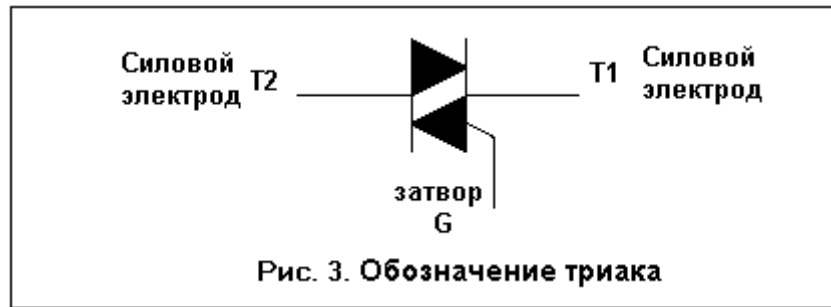 Силовой
электрод T2
T1 Силовой
электрод
затвор
G
Рис. 3. Обозначение триака